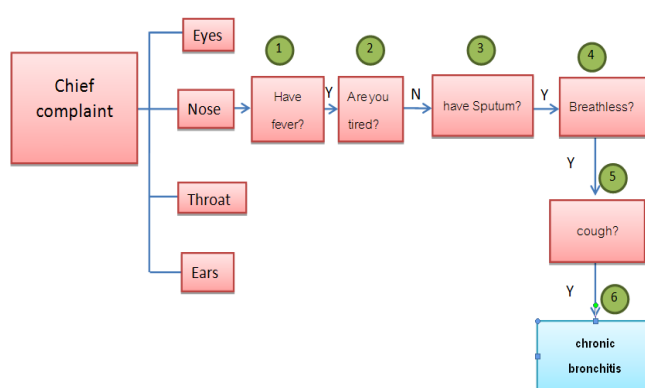 Eyes
1
2
3
4
Chief
complaint
Nose
Have
fever?
Y
Are you
tired?
N
have Sputum?
Y
Breathless?
Y
5
Throat
cough?
Ears
Y
6
chronic
bronchitis